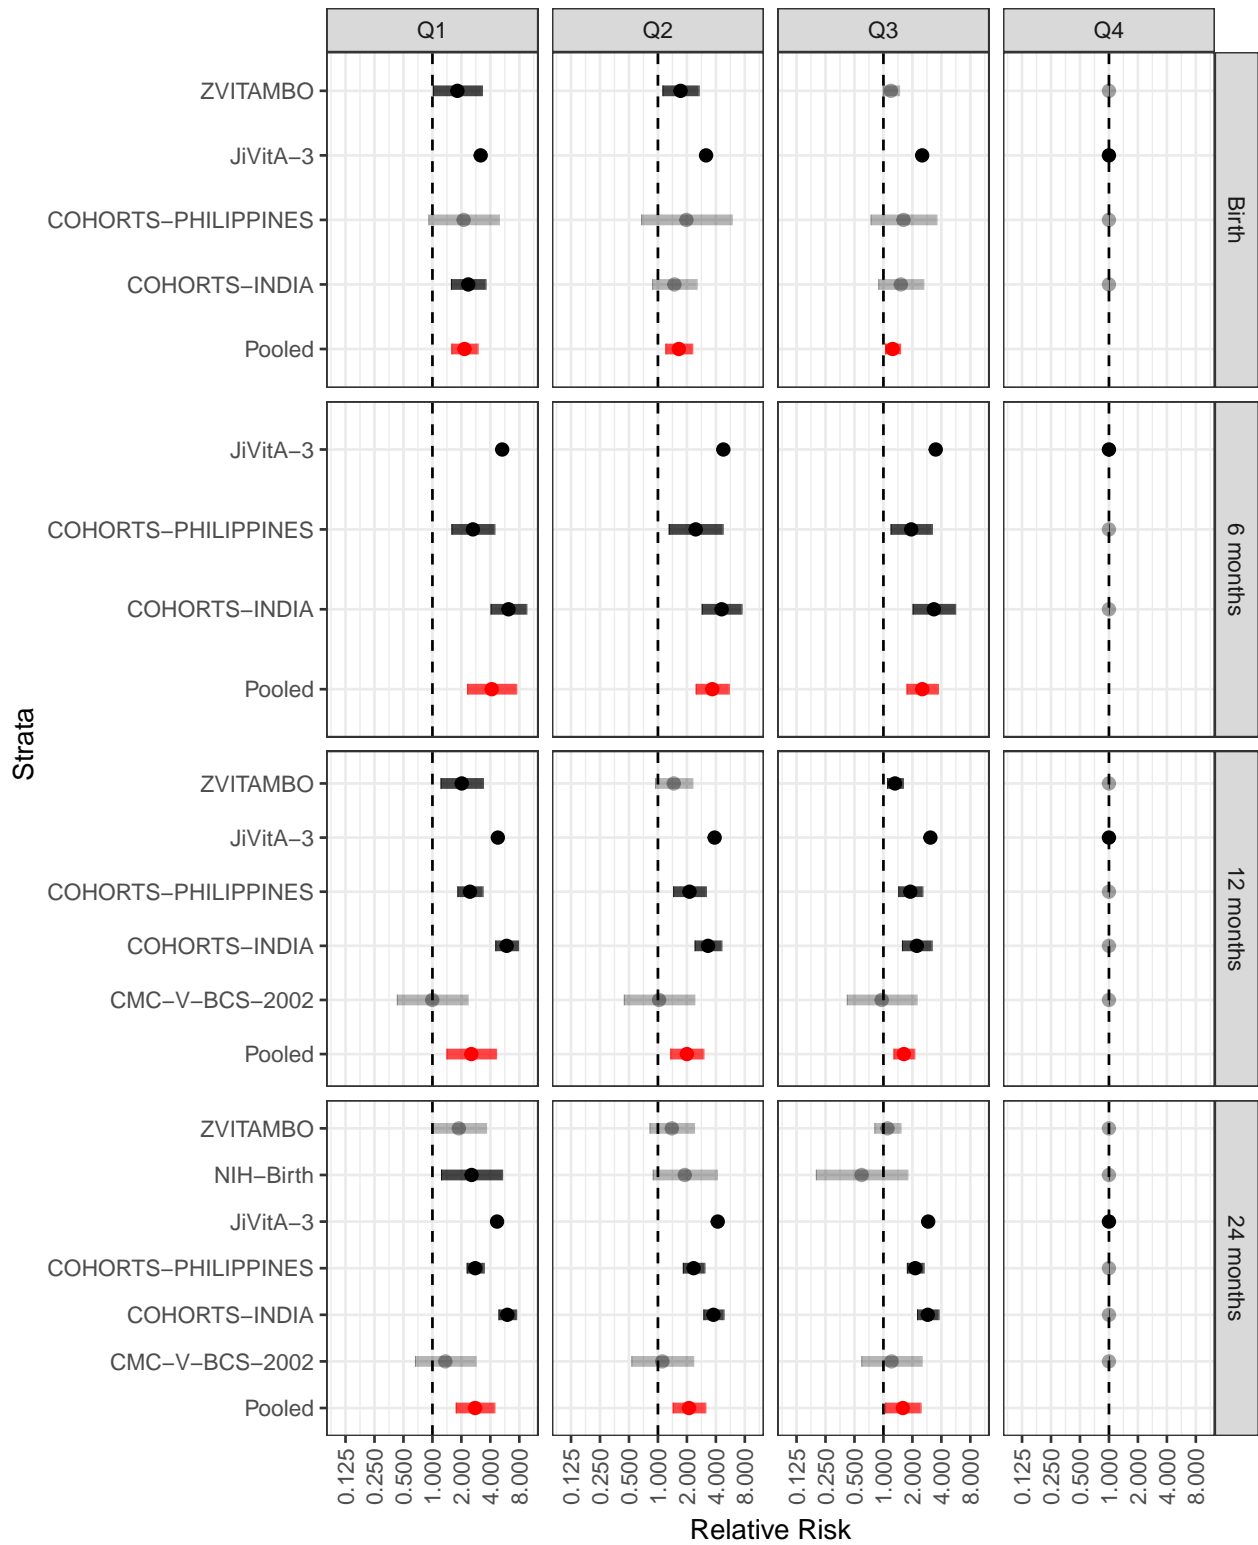 Q1 Q2 Q3 Q4
ZVITAMBO
JiVitA−3
COHORTS−PHILIPPINES
COHORTS−INDIA
Pooled
Birth
JiVitA−3
COHORTS−PHILIPPINES
COHORTS−INDIA
Pooled
6 months
Strata
ZVITAMBO
JiVitA−3
COHORTS−PHILIPPINES
COHORTS−INDIA
CMC−V−BCS−2002
Pooled
12 months
ZVITAMBO
NIH−Birth
JiVitA−3
COHORTS−PHILIPPINES
COHORTS−INDIA
CMC−V−BCS−2002
Pooled
24 months
0.125 0.250 0.500 1.000 2.000 4.000 8.000 0.125 0.250 0.500 1.000 2.000 4.000 8.000 0.125 0.250 0.500 1.000 2.000 4.000 8.000 0.125 0.250 0.500 1.000 2.000 4.000 8.000
Relative Risk